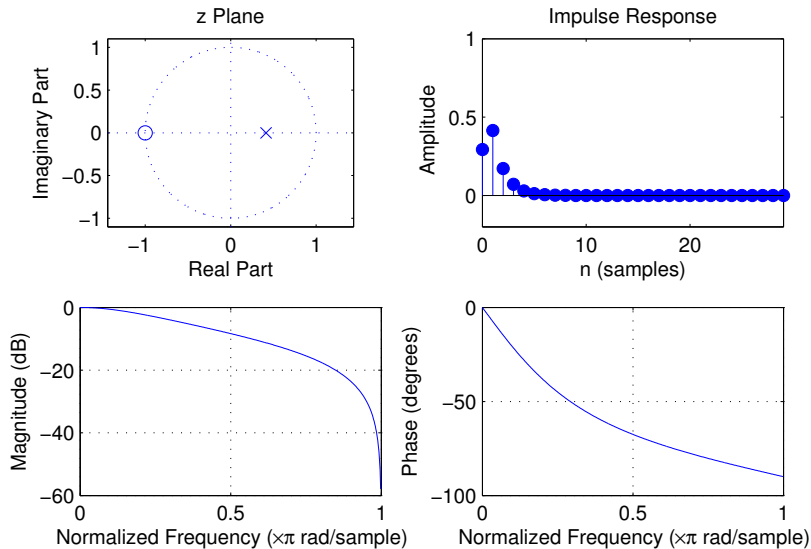 z Plane
Imaginary Part
1
0.5
0
−0.5
−1
−1
0
1
Real Part
Impulse Response
Amplitude
1
0.5
0
0
10
20
n (samples)
Magnitude (dB)
0
−20
−40
−60
0
0.5
1
Normalized Frequency (×π rad/sample)
Phase (degrees)
0
−50
−100
0
0.5
1
Normalized Frequency (×π rad/sample)